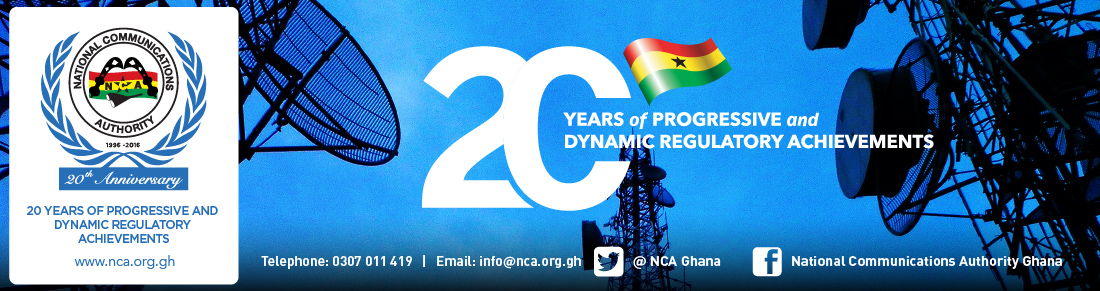 NATIONAL COMMUNICATIONS
NCA
AUTHORITY
1996 -2016
20th Anniversary
20 YEARS OF PROGRESSIVE AND
DYNAMIC REGULATORY
ACHIEVEMENTS
www.nca.org.gh
20
YEARS of PROGRESSIVE and
DYNAMIC REGULATORY ACHIEVEMENTS
Telephone: 0307 011 419 | Email: info@nca.org.gh @ NCA Ghana f National Communications Authority Ghana